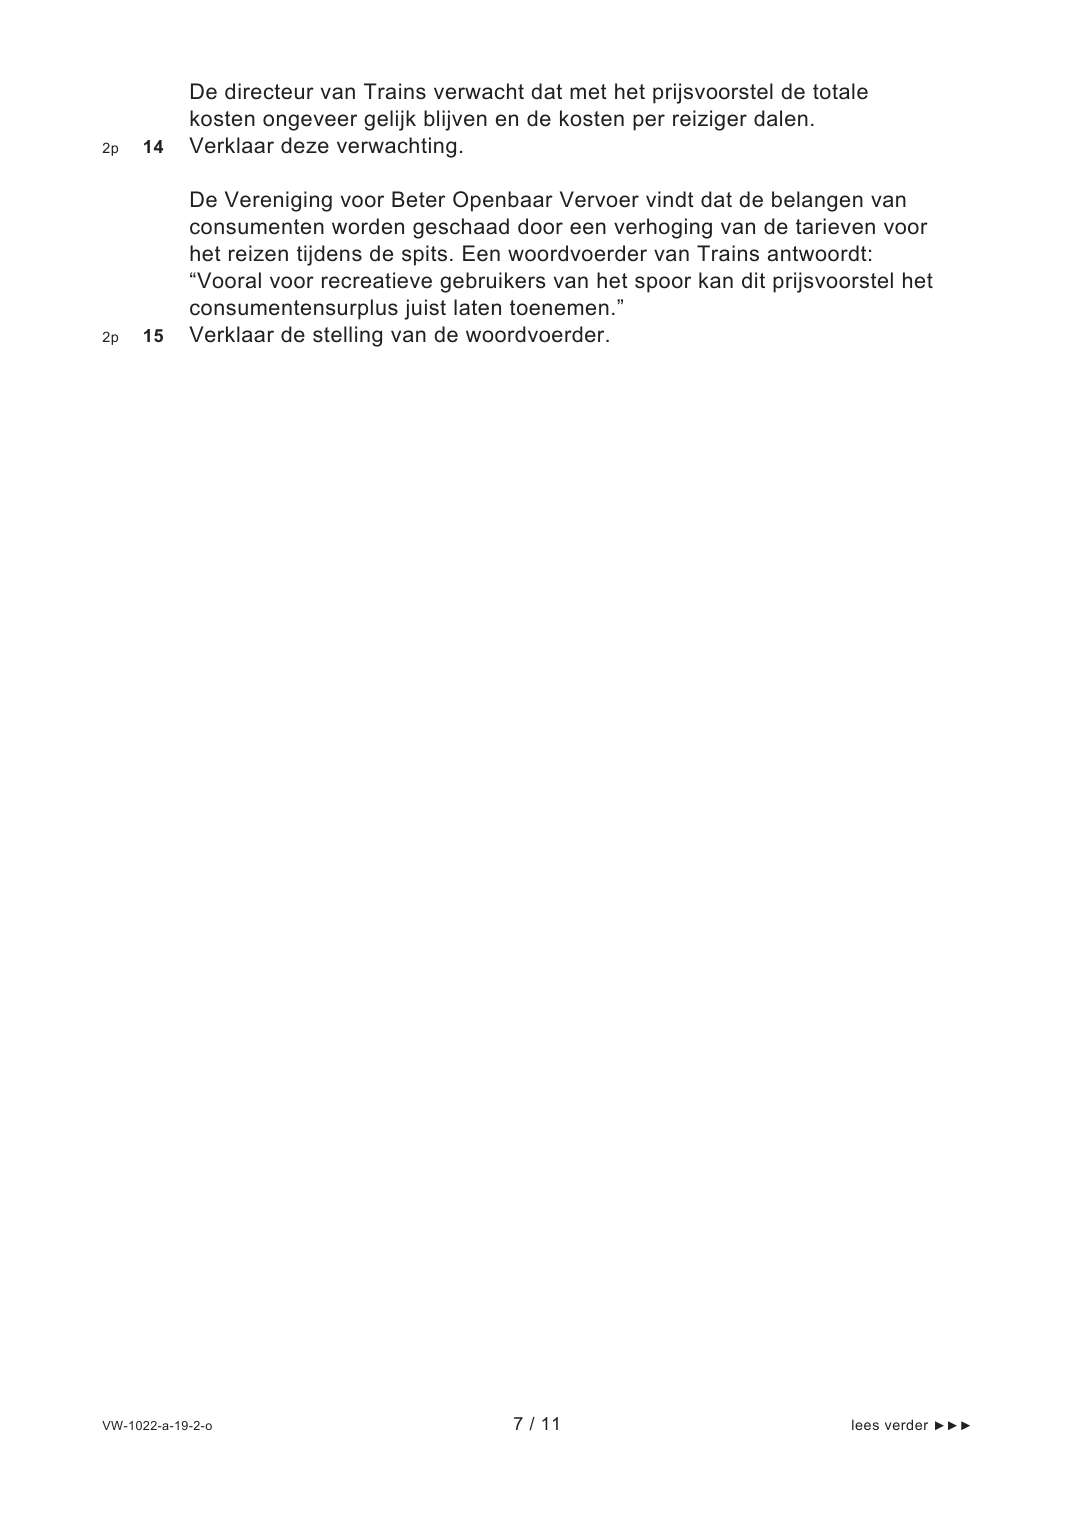 De directeur van Trains verwacht dat met het prijsvoorstel de totale
kosten ongeveer gelijk blijven en de kosten per reiziger dalen.
2p 14 Verklaar deze verwachting.
De Vereniging voor Beter Openbaar Vervoer vindt dat de belangen van
consumenten worden geschaad door een verhoging van de tarieven voor
het reizen tijdens de spits. Een woordvoerder van Trains antwoordt:
“Vooral voor recreatieve gebruikers van het spoor kan dit prijsvoorstel het
consumentensurplus juist laten toenemen.”
2p 15 Verklaar de stelling van de woordvoerder.
VW-1022-a-19-2-o 7 / 11 lees verder ►►►